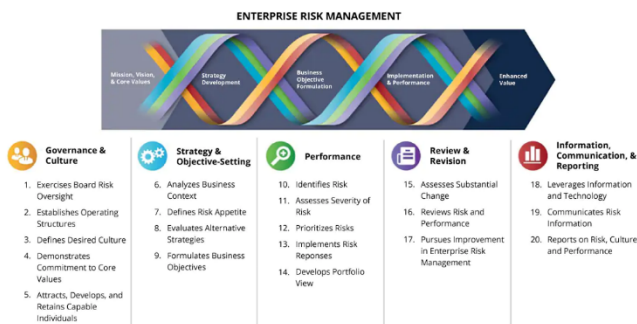 ENTERPRISE RISK MANAGEMENT
Mission, Vision,
& Core Values
Strategy
Development
Business
Objective
Formulation
Implementation
& Performance
Enhanced
Value
Governance &
Culture
1. Exercises Board Risk
Oversight
2. Establishes Operating
Structures
3. Defines Desired Culture
4. Demonstrates
Commitment to Core
Values
5. Attracts, Develops, and
Retains Capable
Individuals
Strategy &
Objective-Setting
6. Analyzes Business
Context
7. Defines Risk Appetite
8. Evaluates Alternative
Strategies
9. Formulates Business
Objectives
Performance
10. Identifies Risk
11. Assesses Severity of
Risk
12. Prioritizes Risks
13. Implements Risk
Reponses
14. Develops Portfolio
View
Review &
Revision
15. Assesses Substantial
Change
16. Reviews Risk and
Performance
17. Pursues Improvement
in Enterprise Risk
Management
Information,
Communication, &
Reporting
18. Leverages Information
and Technology
19. Communicates Risk
Information
20. Reports on Risk, Culture
and Performance